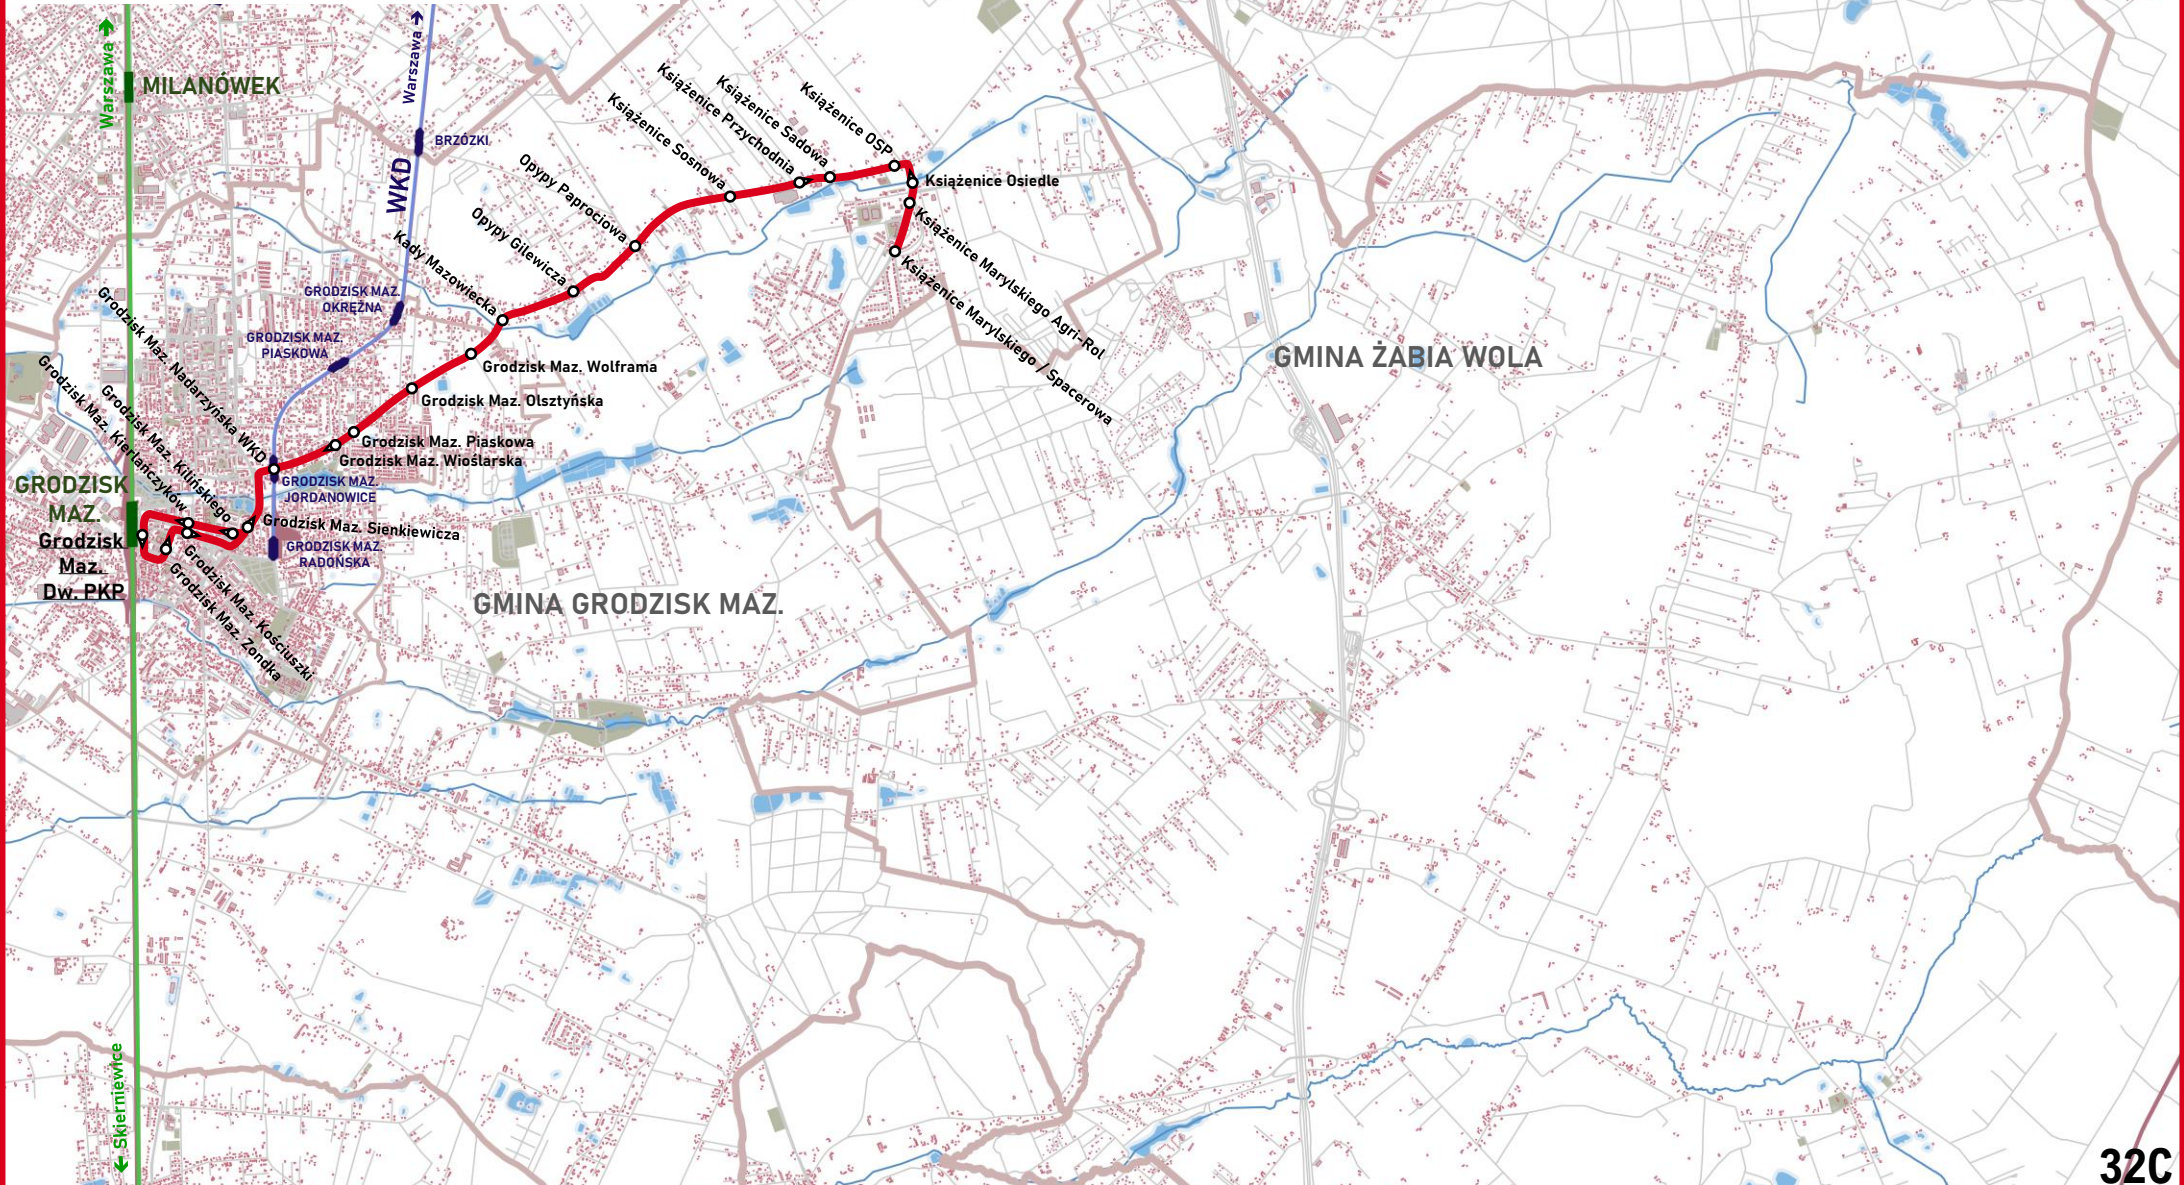 Warszawa
MILANÓWEK
Warszawa
WKD
BRZÓZKI
Książenice OSP
Książenice Sadowa
Książenice Przychodnia
Książenice Sosnowa
Książenice Osiedle
Książenice Marylskiego Agri-Rol
Książenice Marylskiego / Spacerowa
Opypy Paprociowa
Opypy Gilewicza
Kady Mazowiecka
GRODZISK MAZ.
OKRĘŻNA
GRODZISK MAZ.
PIASKOWA
Grodzisk Maz. Wolframa
Grodzisk Maz. Olsztyńska
Grodzisk Maz. Piaskowa
Grodzisk Maz. Wioślarska
Grodzisk Maz. Nadarzyńska WKD
Grodzisk Maz. Kilińskiego
Grodzisk Maz. Kierlańczyków
GRODZISK MAZ.
JORDANOWICE
Grodzisk Maz. Sienkiewicza
GRODZISK MAZ.
RADOŃSKA
GRODZISK
MAZ.
Grodzisk
Maz.
Dw. PKP
Grodzisk Maz. Kościuszki
Grodzisk Maz. Żondka
GMINA GRODZISK MAZ.
GMINA ŻABIA WOLA
Skierniewice
32C